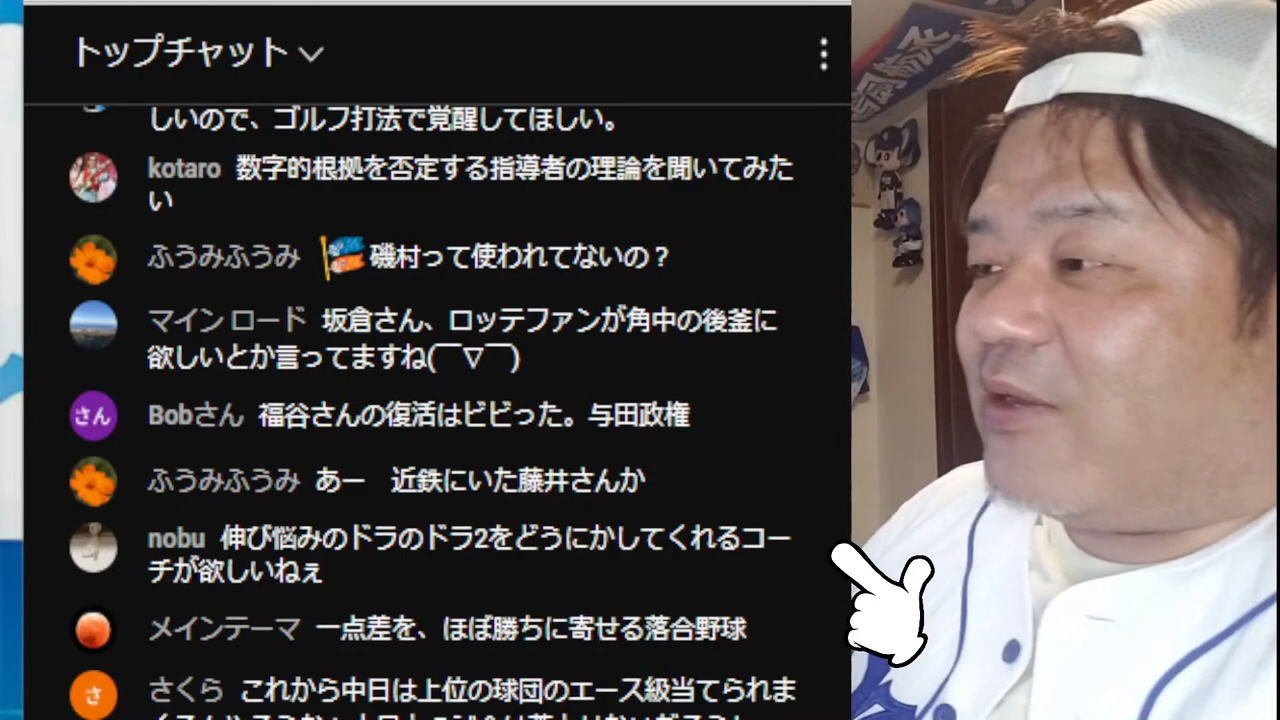 トップチャット
しいので、ゴルフ打法で覚醒してほしい。
kotaro 数字的根拠を否定する指導者の理論を聞いてみた
い
ふうみふうみ 磯村って使われてないの？
マイン ロード 坂倉さん、ロッテファンが角中の後釜に
欲しいとか言ってますね(￣▽￣)
さん Bobさん 福谷さんの復活はビビった。与田政権
ふうみふうみ あー　近鉄にいた藤井さんか
nobu 伸び悩みのドラのドラ2をどうにかしてくれるコー
チが欲しいねぇ
メインテーマ 一点差を、ほぼ勝ちに寄せる落合野球
さ さくら これから中日は上位の球団のエース級当てられま